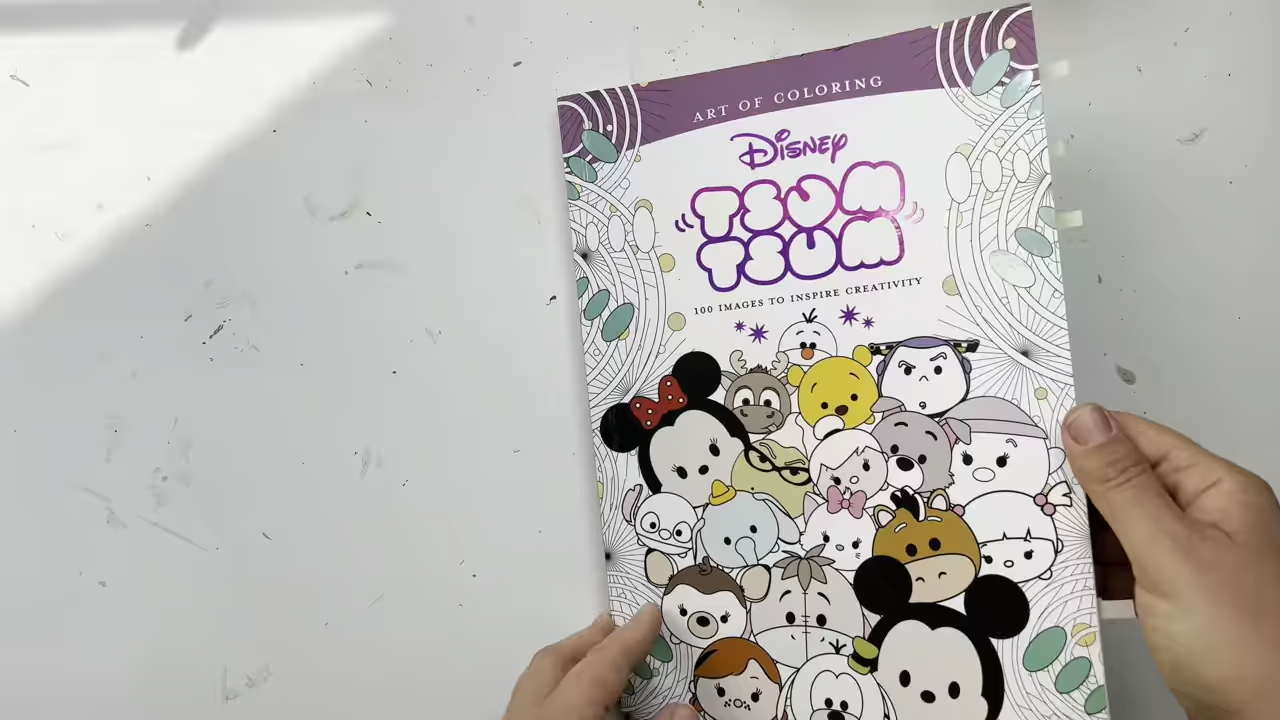 ART OF COLORING
Disney
TSUM
TSUM
100 IMAGES TO INSPIRE CREATIVITY